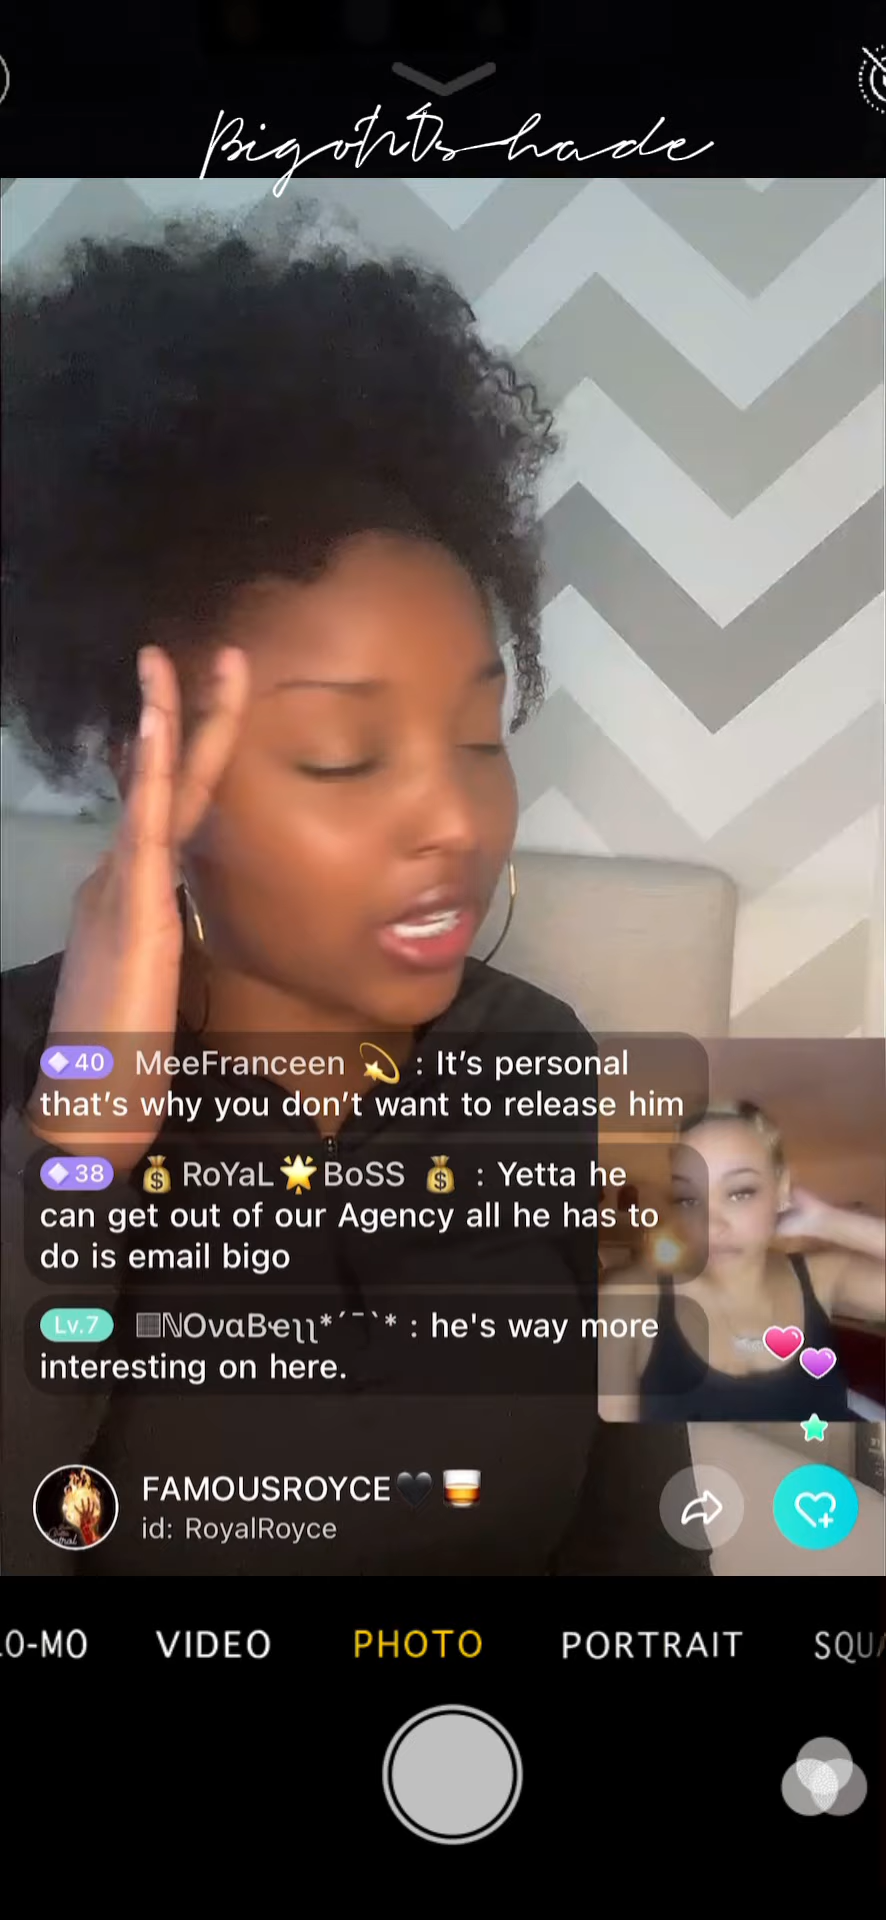 MeeFranceen 💫 : It's personal
that's why you don't want to release him
💰 RoYaL🌟BoSS 💰 : Yetta he
can get out of our Agency all he has to
do is email bigo
Lv.7
he's way more
interesting on here.
40
38
FAMOUSROYCE🖤🥃
id: RoyalRoyce
VIDEO
PHOTO
PORTRAIT